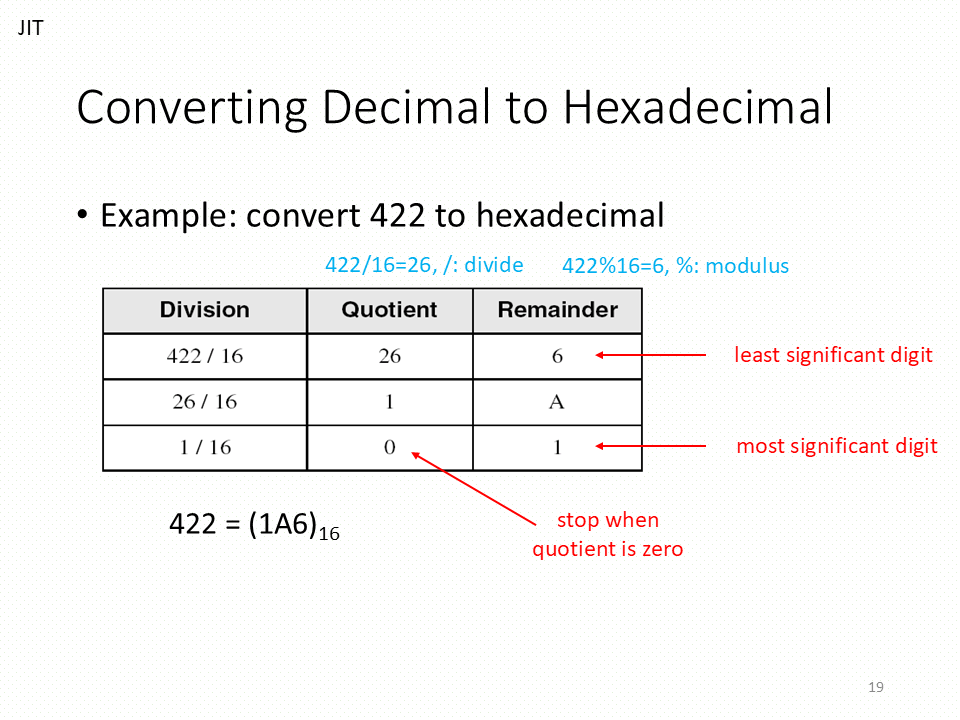 JIT
Converting Decimal to Hexadecimal
• Example: convert 422 to hexadecimal
422/16=26, /: divide 422%16=6, %: modulus
Division Quotient Remainder
422 / 16 26 6 least significant digit
26 / 16 1 A
1 / 16 0 1 most significant digit
422 = (1A6)16
stop when
quotient is zero
19